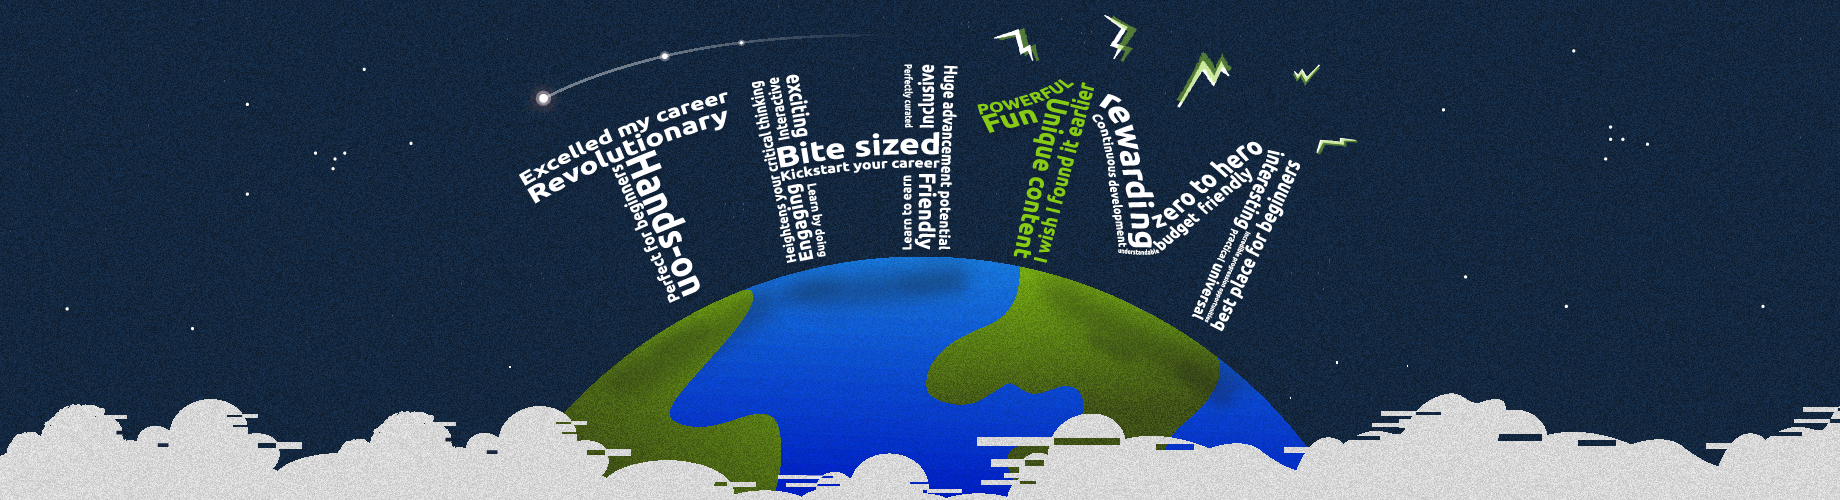 Excelled my career
Revolutionary
Hands-on
Perfect for beginners
Heightens your critical thinking
Interactive
exciting
Bite sized
Kickstart your career
Engaging
Learn by doing
Perfectly curated
Inclusive
Huge advancement potential
Learn to earn
Friendly
POWERFUL
Fun
Unique content
I wish I found it earlier
rewarding
Continuous development
understandable
zero to hero
budget friendly
interesting
Practical
universal
Incredible progression opportunities
best place for beginners